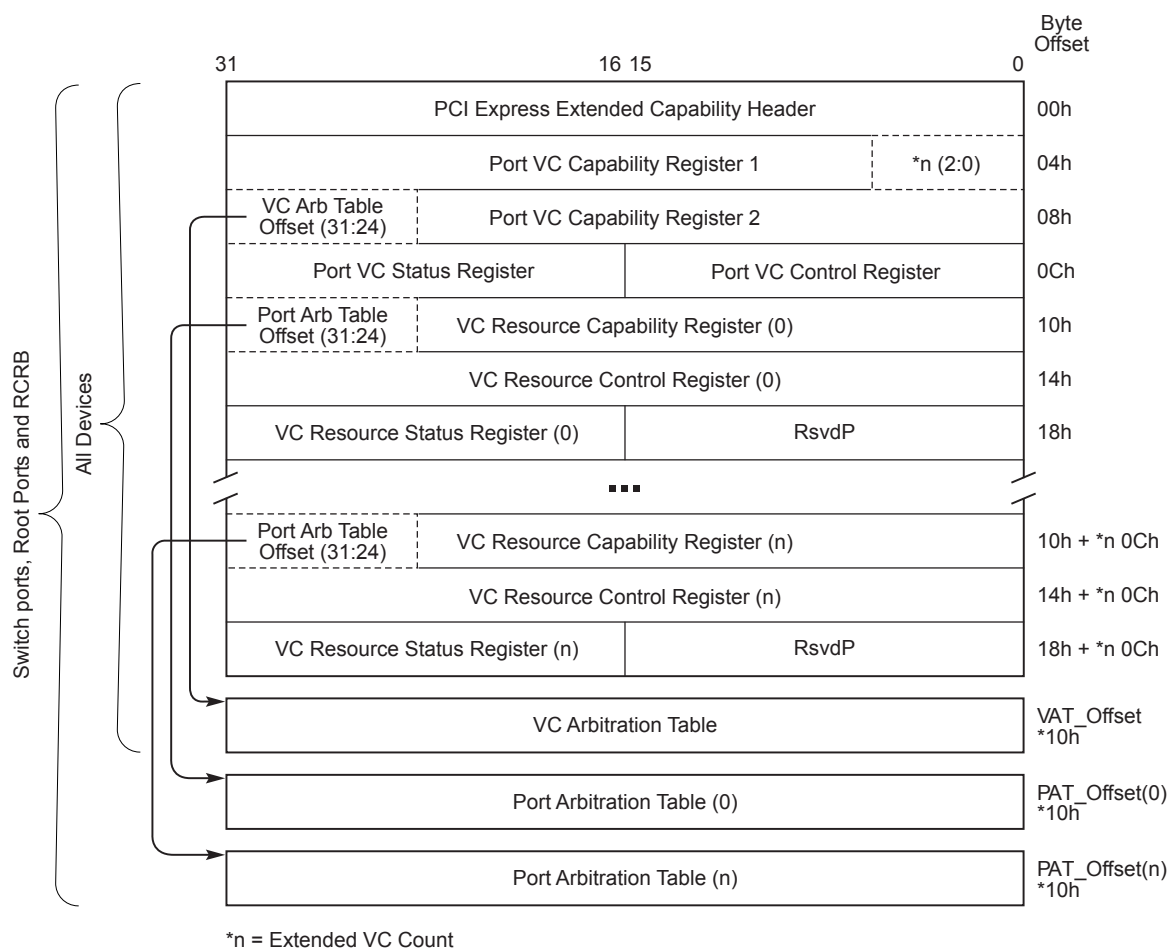 Byte
Offset
31
16 15
0
PCI Express Extended Capability Header
00h
Port VC Capability Register 1
*n (2:0)
04h
VC Arb Table
Offset (31:24)
Port VC Capability Register 2
08h
Port VC Status Register
Port VC Control Register
0Ch
Port Arb Table
Offset (31:24)
VC Resource Capability Register (0)
10h
VC Resource Control Register (0)
14h
VC Resource Status Register (0)
RsvdP
18h
Port Arb Table
Offset (31:24)
VC Resource Capability Register (n)
10h + *n 0Ch
VC Resource Control Register (n)
14h + *n 0Ch
VC Resource Status Register (n)
RsvdP
18h + *n 0Ch
VC Arbitration Table
VAT_Offset
*10h
Port Arbitration Table (0)
PAT_Offset(0)
*10h
Port Arbitration Table (n)
PAT_Offset(n)
*10h
Switch ports, Root Ports and RCRB
All Devices
*n = Extended VC Count